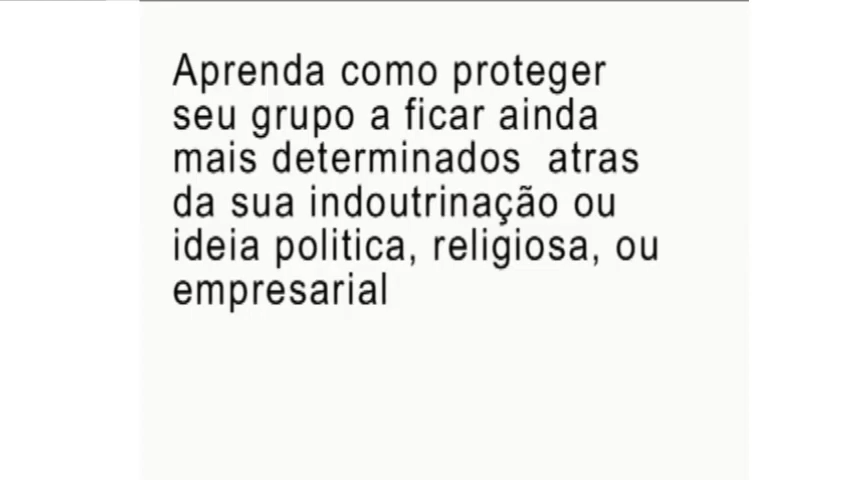 Aprenda como proteger
seu grupo a ficar ainda
mais determinados  atras
da sua indoutrinação ou
ideia politica, religiosa, ou
empresarial